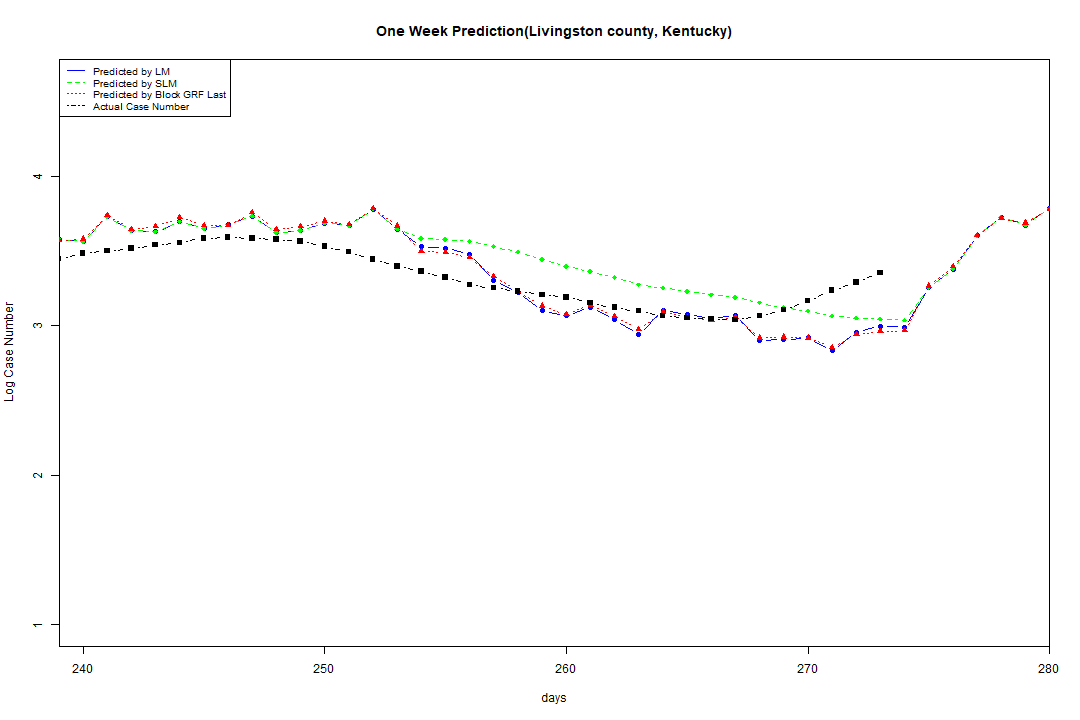 One Week Prediction(Livingston county, Kentucky)
Predicted by LM
Predicted by SLM
Predicted by Block GRF Last
Actual Case Number
Log Case Number
4
3
2
1
240 250 260 270 280
days